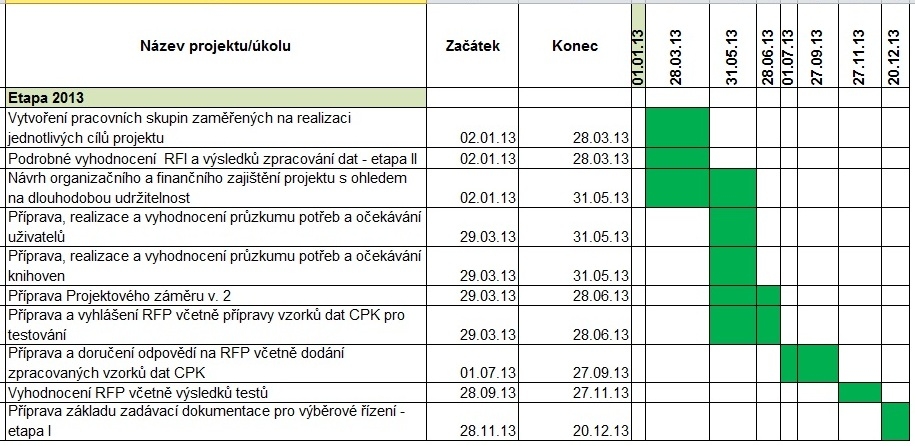 Název projektu/úkolu Začátek Konec 01.01.13 28.03.13 31.05.13 28.06.13 01.07.13 27.09.13 27.11.13 20.12.13
Etapa 2013
Vytvoření pracovních skupin zaměřených na realizaci
jednotlivých cílů projektu 02.01.13 28.03.13
Podrobné vyhodnocení  RFI a výsledků zpracování dat - etapa II 02.01.13 28.03.13
Návrh organizačního a finančního zajištění projektu s ohledem
na dlouhodobou udržitelnost 02.01.13 31.05.13
Příprava, realizace a vyhodnocení průzkumu potřeb a očekávání
uživatelů 29.03.13 31.05.13
Příprava, realizace a vyhodnocení průzkumu potřeb a očekávání
knihoven 29.03.13 31.05.13
Příprava Projektového záměru v. 2 29.03.13 28.06.13
Příprava a vyhlášení RFP včetně přípravy vzorků dat CPK pro
testování 29.03.13 28.06.13
Příprava a doručení odpovědí na RFP včetně dodání
zpracovaných vzorků dat CPK 01.07.13 27.09.13
Vyhodnocení RFP včetně výsledků testů 28.09.13 27.11.13
Příprava základu zadávací dokumentace pro výběrové řízení -
etapa I 28.11.13 20.12.13